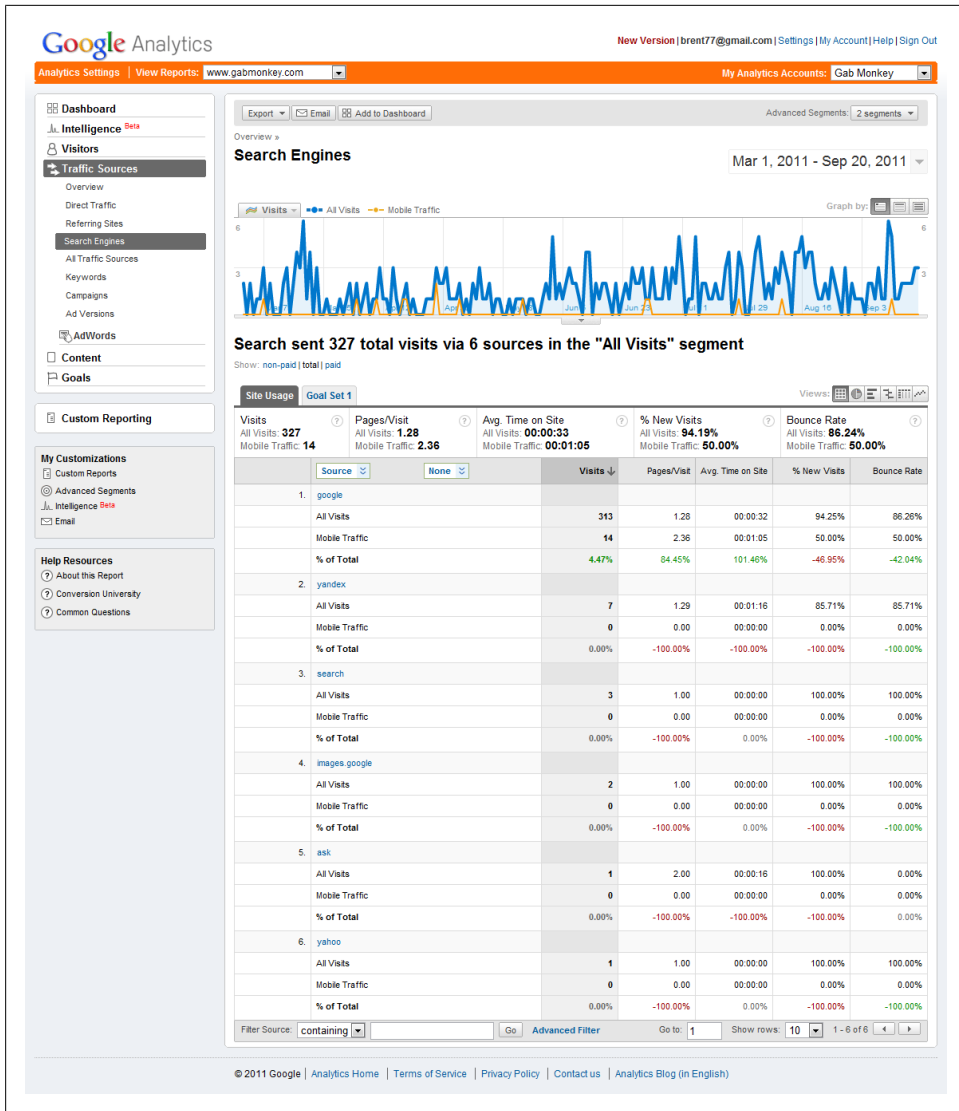 Google Analytics
New Version | brent77@gmail.com | Settings | My Account | Help | Sign Out
Analytics Settings | View Reports: www.gabmonkey.com
My Analytics Accounts: Gab Monkey
Dashboard
Intelligence Beta
Visitors
Traffic Sources
Overview
Direct Traffic
Referring Sites
Search Engines
All Traffic Sources
Keywords
Campaigns
Ad Versions
AdWords
Content
Goals
Custom Reporting
My Customizations
Custom Reports
Advanced Segments
Intelligence Beta
Email
Help Resources
About this Report
Conversion University
Common Questions
Export Email Add to Dashboard
Advanced Segments: 2 segments
Overview »
Search Engines
Mar 1, 2011 - Sep 20, 2011
Visits All Visits Mobile Traffic
Graph by:
6 6
3 3
Jun 23 Jul 29 Aug 16 Sep 3
Search sent 327 total visits via 6 sources in the "All Visits" segment
Show: non-paid | total | paid
Site Usage Goal Set 1
Views:
Visits Pages/Visit Avg. Time on Site % New Visits Bounce Rate
All Visits: 327 All Visits: 1.28 All Visits: 00:00:33 All Visits: 94.19% All Visits: 86.24%
Mobile Traffic: 14 Mobile Traffic: 2.36 Mobile Traffic: 00:01:05 Mobile Traffic: 50.00% Mobile Traffic: 50.00%
Source None Visits Pages/Visit Avg. Time on Site % New Visits Bounce Rate
1. google
All Visits 313 1.28 00:00:32 94.25% 86.26%
Mobile Traffic 14 2.36 00:01:05 50.00% 50.00%
% of Total 4.47% 84.45% 101.46% -46.95% -42.04%
2. yandex
All Visits 7 1.29 00:01:16 85.71% 85.71%
Mobile Traffic 0 0.00 00:00:00 0.00% 0.00%
% of Total 0.00% -100.00% -100.00% -100.00% -100.00%
3. search
All Visits 3 1.00 00:00:00 100.00% 100.00%
Mobile Traffic 0 0.00 00:00:00 0.00% 0.00%
% of Total 0.00% -100.00% 0.00% -100.00% -100.00%
4. images.google
All Visits 2 1.00 00:00:00 100.00% 100.00%
Mobile Traffic 0 0.00 00:00:00 0.00% 0.00%
% of Total 0.00% -100.00% 0.00% -100.00% -100.00%
5. ask
All Visits 1 2.00 00:00:16 100.00% 0.00%
Mobile Traffic 0 0.00 00:00:00 0.00% 0.00%
% of Total 0.00% -100.00% -100.00% -100.00% 0.00%
6. yahoo
All Visits 1 1.00 00:00:00 100.00% 100.00%
Mobile Traffic 0 0.00 00:00:00 0.00% 0.00%
% of Total 0.00% -100.00% 0.00% -100.00% -100.00%
Filter Source: containing Go Advanced Filter Go to: 1 Show rows: 10 1 - 6 of 6
© 2011 Google | Analytics Home | Terms of Service | Privacy Policy | Contact us | Analytics Blog (in English)